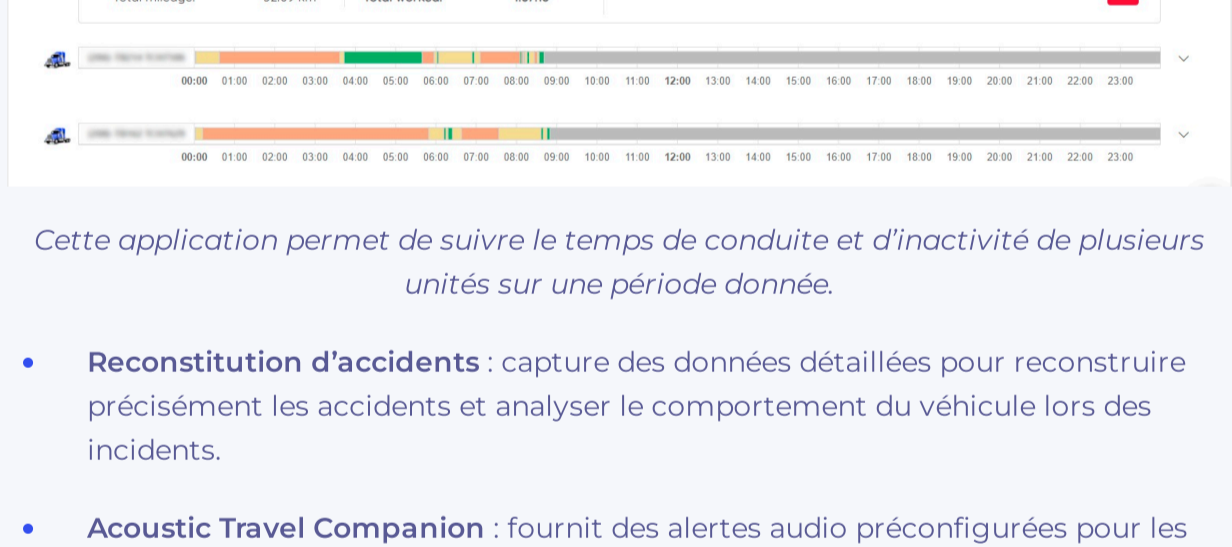 00:00 01:00 02:00 03:00 04:00 05:00 06:00 07:00 08:00 09:00 10:00 11:00 12:00 13:00 14:00 15:00 16:00 17:00 18:00 19:00 20:00 21:00 22:00 23:00
00:00 01:00 02:00 03:00 04:00 05:00 06:00 07:00 08:00 09:00 10:00 11:00 12:00 13:00 14:00 15:00 16:00 17:00 18:00 19:00 20:00 21:00 22:00 23:00
Cette application permet de suivre le temps de conduite et d’inactivité de plusieurs
unités sur une période donnée.
• Reconstitution d’accidents : capture des données détaillées pour reconstruire
précisément les accidents et analyser le comportement du véhicule lors des
incidents.
• Acoustic Travel Companion : fournit des alertes audio préconfigurées pour les